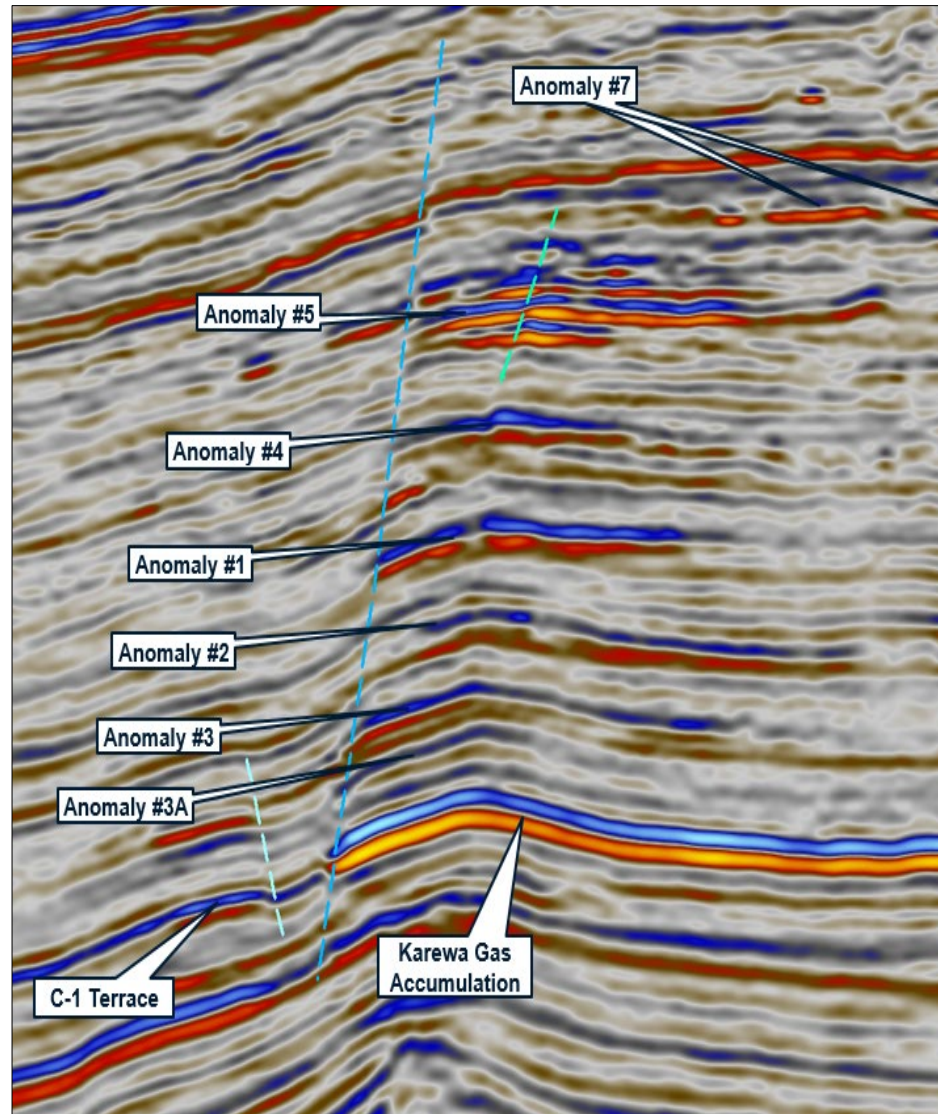 Anomaly #7
Anomaly #5
Anomaly #4
Anomaly #1
Anomaly #2
Anomaly #3
Anomaly #3A
Karewa Gas
Accumulation
C-1 Terrace